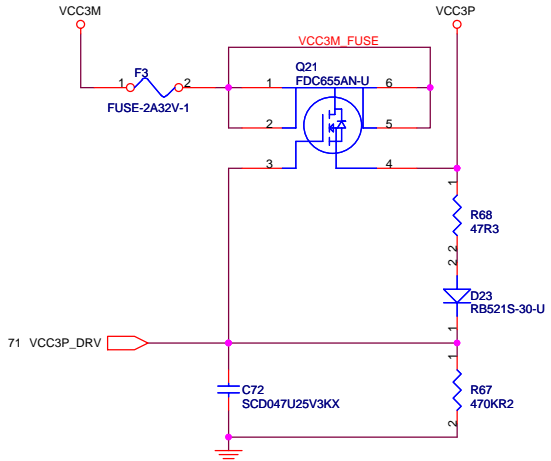 VCC3M
VCC3P
VCC3M_FUSE
F3
Q21
FDC655AN-U
1
2
1
6
FUSE-2A32V-1
2
5
3
4
1
R68
47R3
2
2
D23
RB521S-30-U
1
71 VCC3P_DRV
1
C72
SCD047U25V3KX
R67
470KR2
2